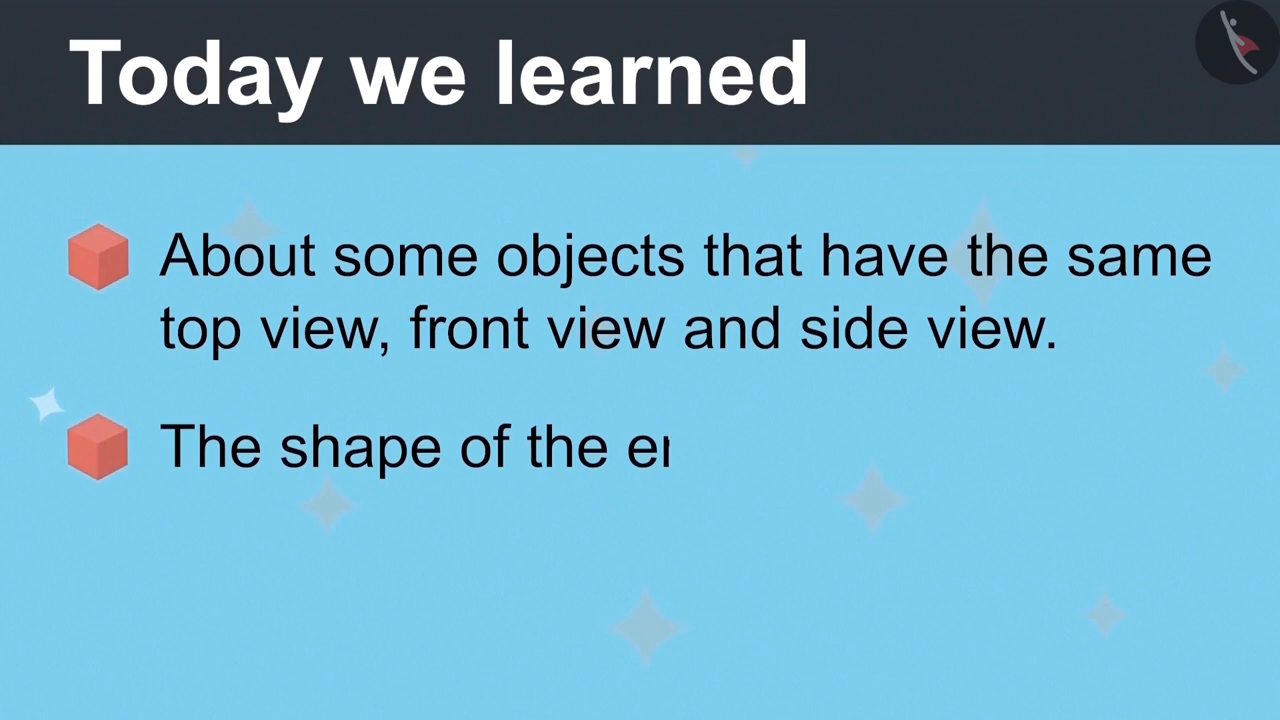 Today we learned
About some objects that have the same
top view, front view and side view.
The shape of the